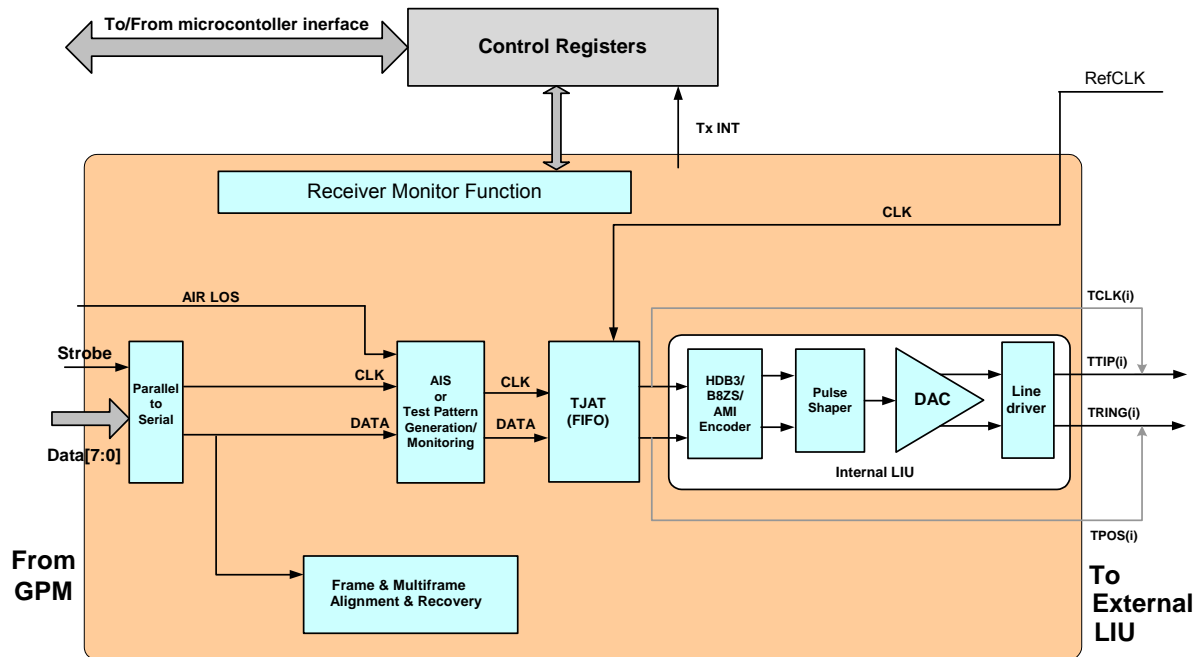 To/From microcontoller inerface
Control Registers
RefCLK
Tx INT
Receiver Monitor Function
CLK
AIR LOS
TCLK(i)
Strobe
Parallel
to
Serial
CLK
DATA
AIS
or
Test Pattern
Generation/
Monitoring
CLK
DATA
TJAT
(FIFO)
HDB3/
B8ZS/
AMI
Encoder
Pulse
Shaper
DAC
Line
driver
TTIP(i)
TRING(i)
Data[7:0]
Internal LIU
TPOS(i)
From
GPM
Frame & Multiframe
Alignment & Recovery
To
External
LIU